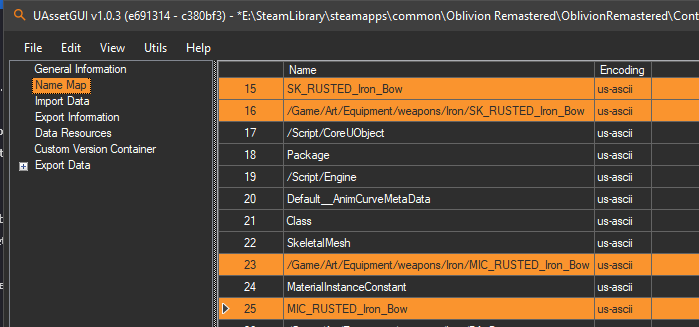 UAssetGUI v1.0.3 (e691314 - c380bf3) - *E:\SteamLibrary\steamapps\common\Oblivion Remastered\OblivionRemastered\Cont
File Edit View Utils Help
General Information
Name Map
Import Data
Export Information
Data Resources
Custom Version Container
Export Data
Name Encoding
15 SK_RUSTED_Iron_Bow us-ascii
16 /Game/Art/Equipment/weapons/Iron/SK_RUSTED_Iron_Bow us-ascii
17 /Script/CoreUObject us-ascii
18 Package us-ascii
19 /Script/Engine us-ascii
20 Default__AnimCurveMetaData us-ascii
21 Class us-ascii
22 SkeletalMesh us-ascii
23 /Game/Art/Equipment/weapons/Iron/MIC_RUSTED_Iron_Bow us-ascii
24 MaterialInstanceConstant us-ascii
25 MIC_RUSTED_Iron_Bow us-ascii